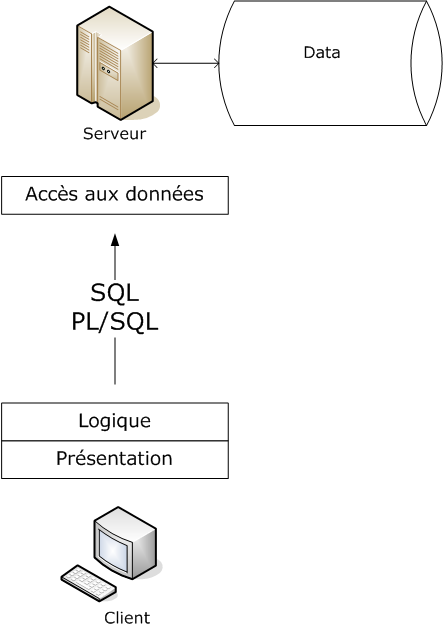 Data
Serveur
Accès aux données
SQL
PL/SQL
Logique
Présentation
Client